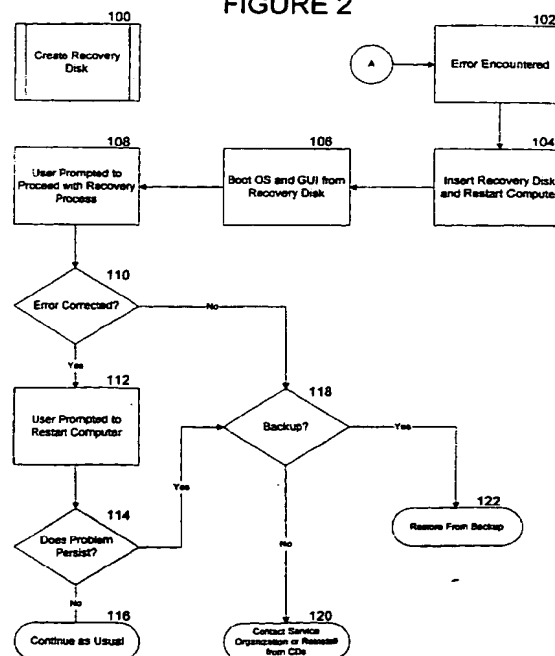 FIGURE 2
100
Create Recovery
Disk
A
102
Error Encountered
108
User Prompted to
Proceed with Recovery
Process
106
Boot OS and GUI from
Recovery Disk
104
Insert Recovery Disk
and Restart Computer
110
Error Corrected?
No
Yes
112
User Prompted to
Restart Computer
118
Backup?
Yes
Yes
114
Does Problem
Persist?
122
Restore From Backup
No
No
116
Continue as Usual
120
Contact Service
Organization or Reinstall
from CDs